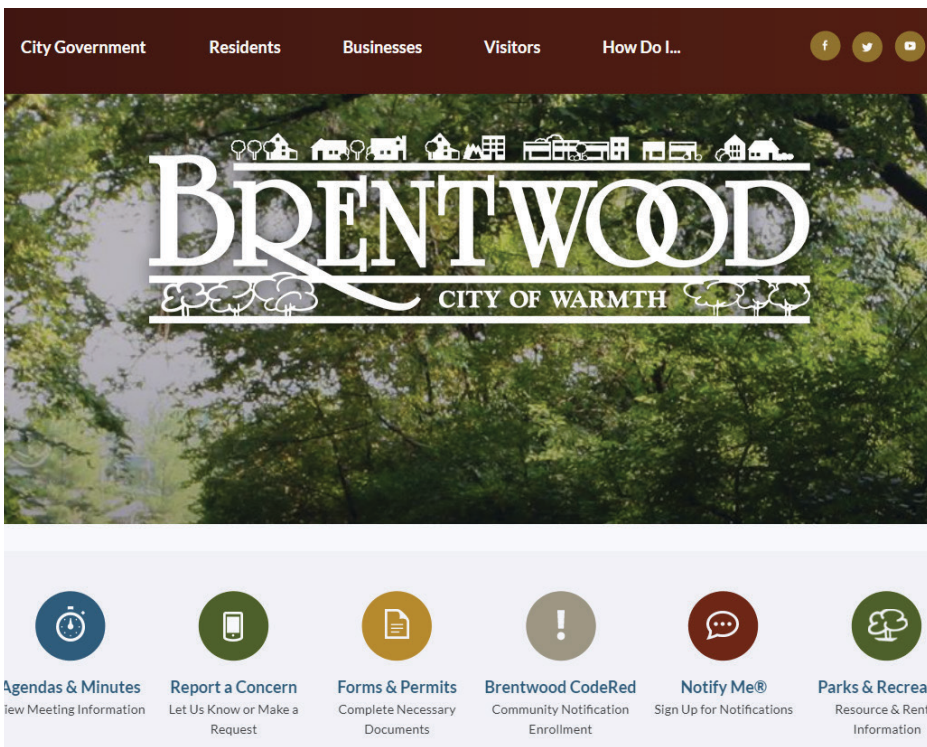 City Government Residents Businesses Visitors How Do I...
BRENTWOOD
CITY OF WARMTH
Agendas & Minutes Report a Concern Forms & Permits Brentwood CodeRed Notify Me® Parks & Recrea
iew Meeting Information Let Us Know or Make a Complete Necessary Community Notification Sign Up for Notifications Resource & Rent
Request Documents Enrollment Information